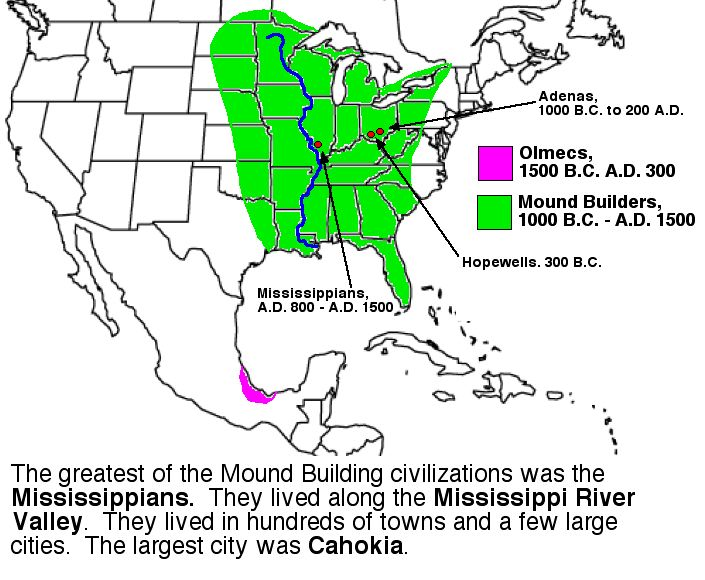 Adenas,
1000 B.C. to 200 A.D.
Olmecs,
1500 B.C. A.D. 300
Mound Builders,
1000 B.C. - A.D. 1500
Hopewells. 300 B.C.
Mississippians,
A.D. 800 - A.D. 1500
The greatest of the Mound Building civilizations was the
Mississippians. They lived along the Mississippi River
Valley. They lived in hundreds of towns and a few large
cities. The largest city was Cahokia.